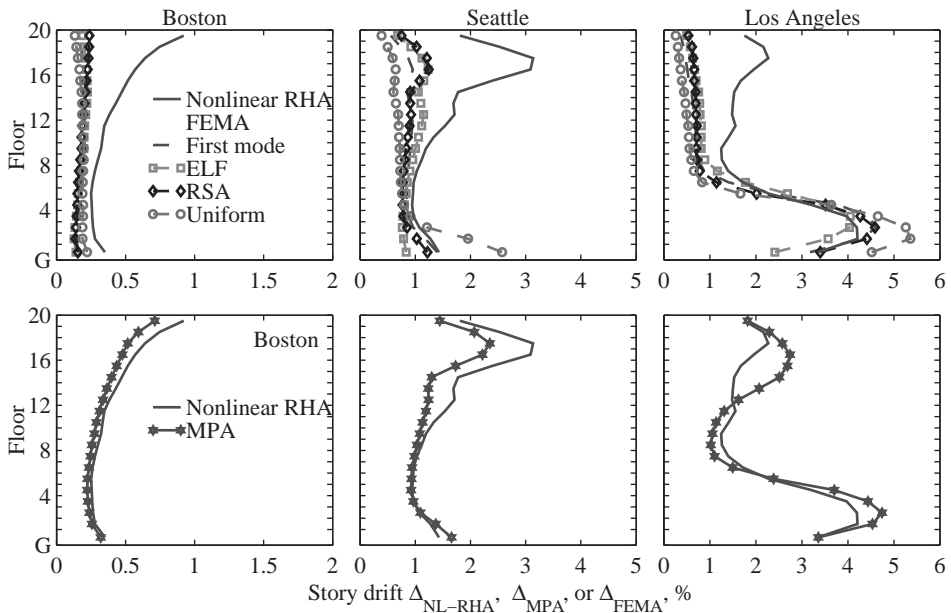 Boston
Seattle
Los Angeles
20
16
12
8
4
G
Floor
Nonlinear RHA
FEMA
First mode
ELF
RSA
Uniform
0 0.5 1 1.5 2
0 1 2 3 4 5
0 1 2 3 4 5 6
20
16
12
8
4
G
Floor
Boston
Nonlinear RHA
MPA
0 0.5 1 1.5 2
0 1 2 3 4 5
0 1 2 3 4 5 6
Story drift ΔNL−RHA, ΔMPA, or ΔFEMA, %